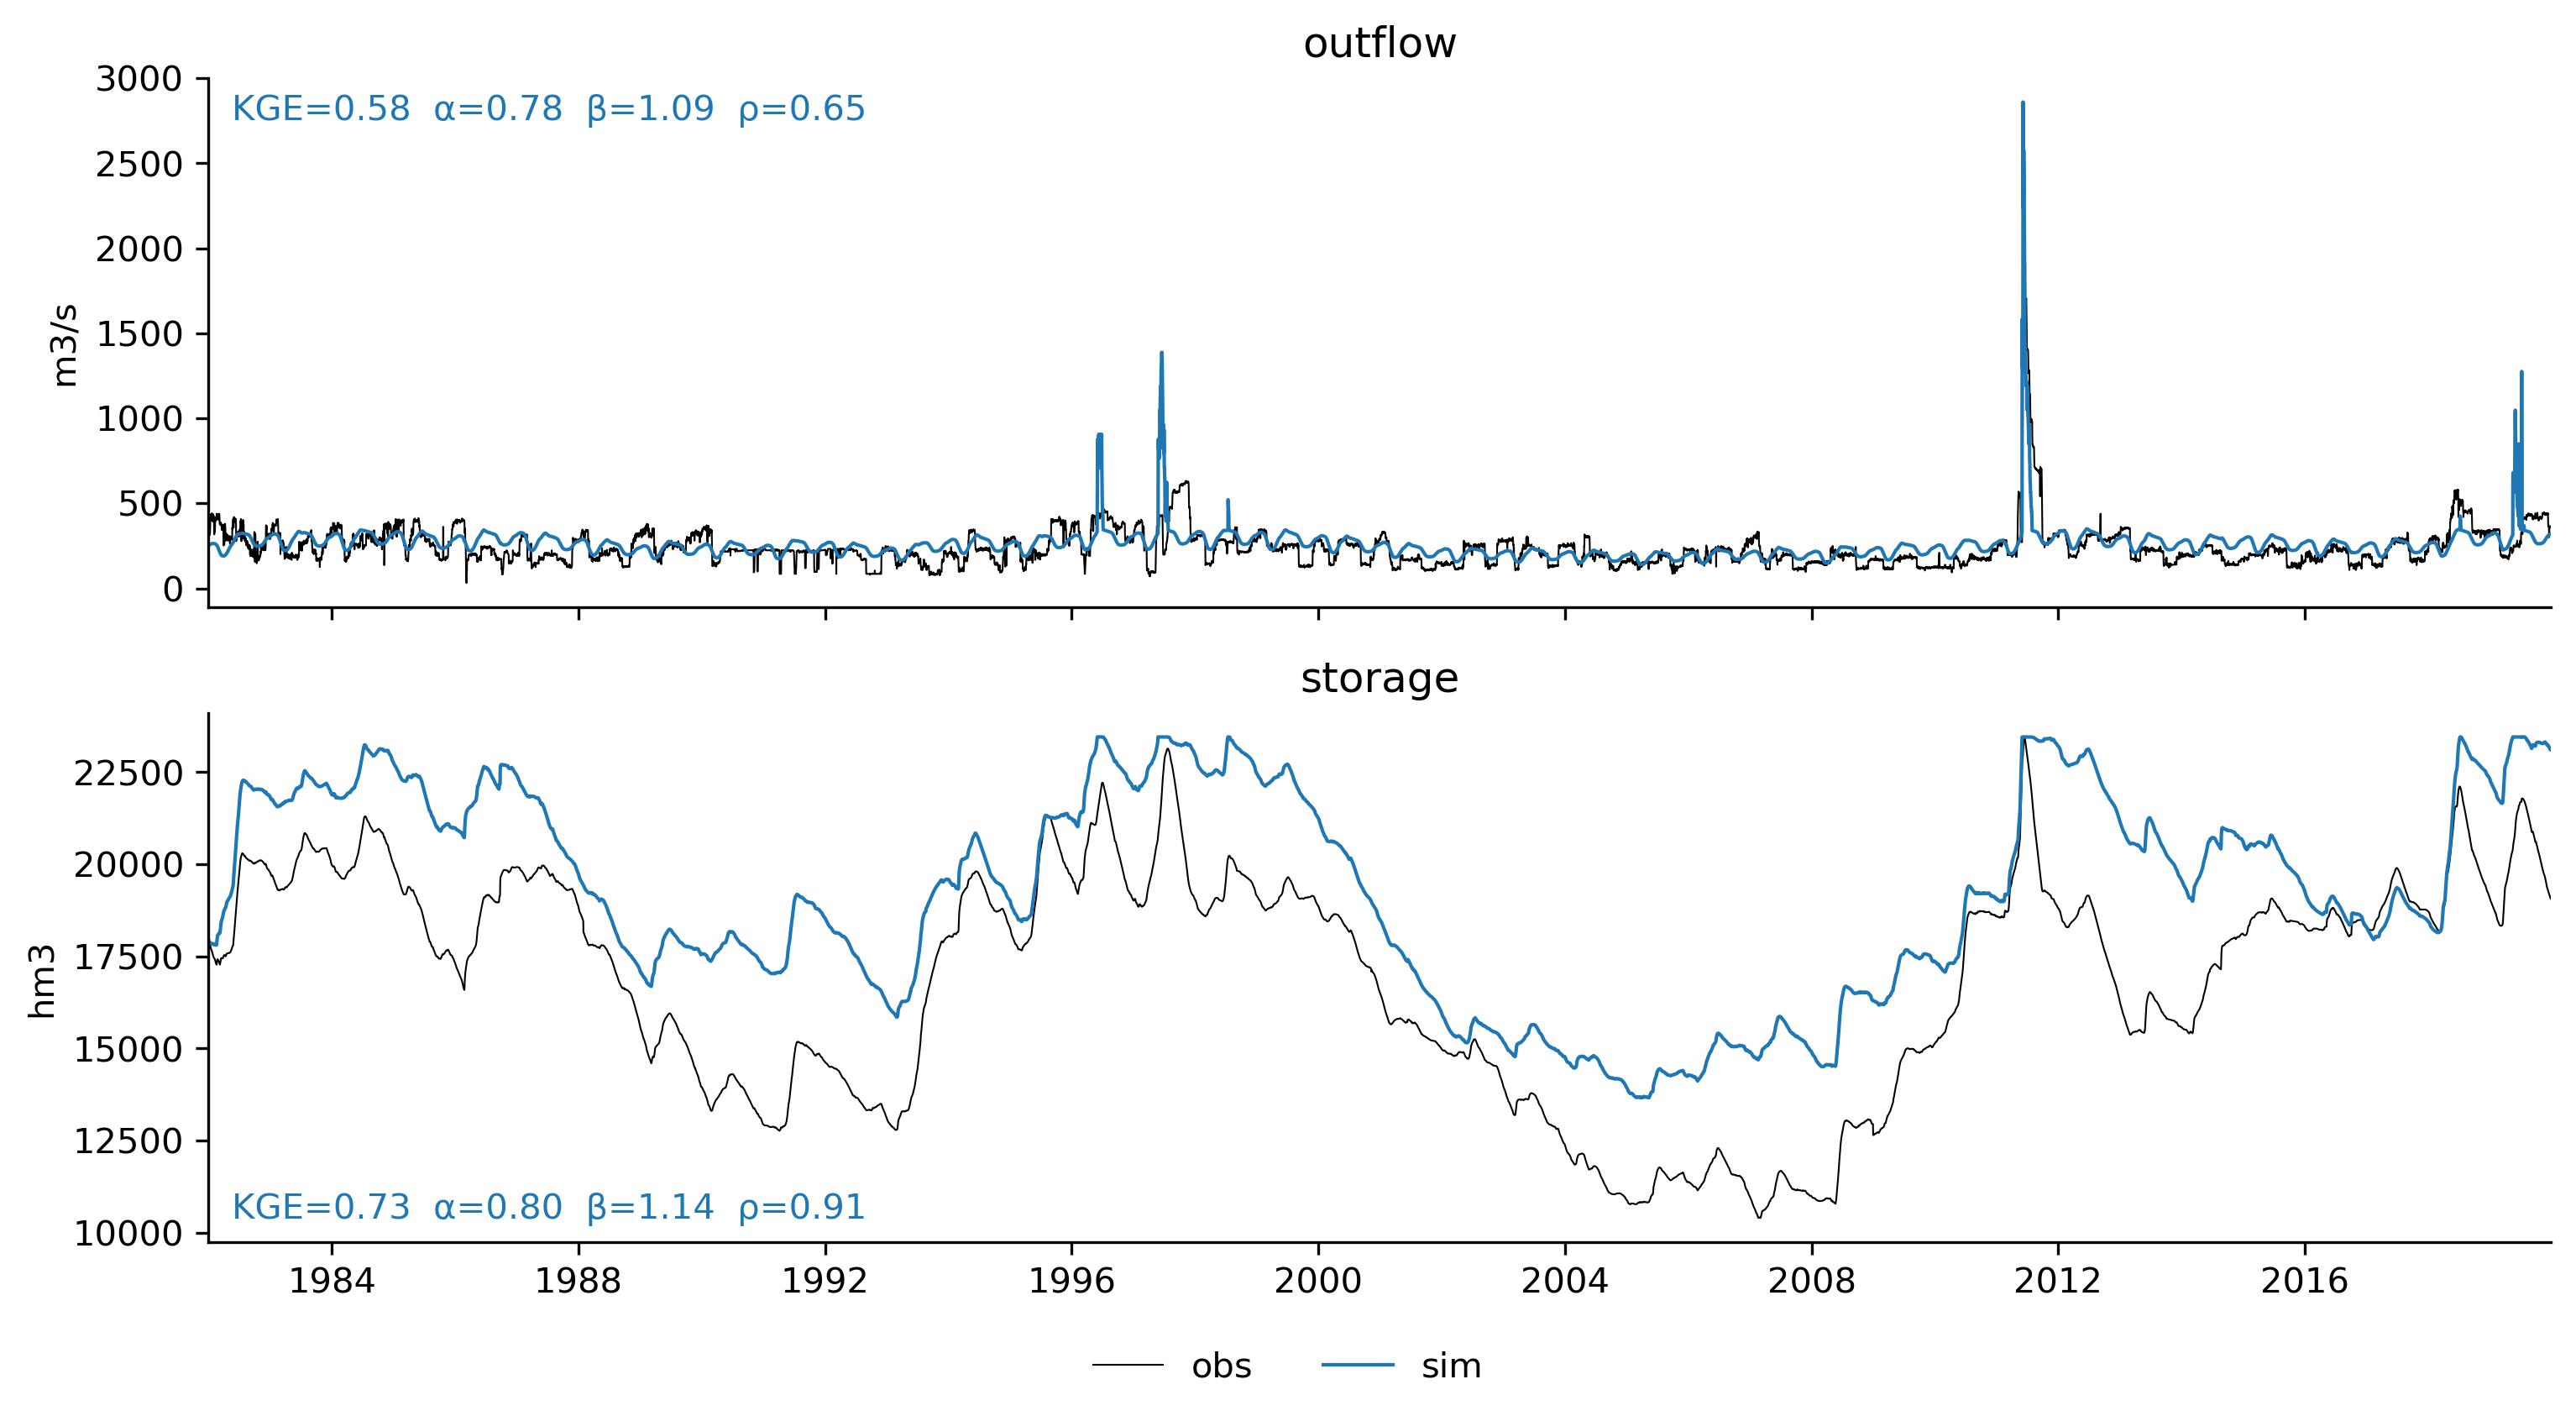 outflow
3000
KGE=0.58 α=0.78 β=1.09 ρ=0.65
2500
2000
m3/s
1500
1000
500
0
storage
22500
20000
17500
hm3
15000
12500
KGE=0.73 α=0.80 β=1.14 ρ=0.91
10000
1984 1988 1992 1996 2000 2004 2008 2012 2016
obs sim